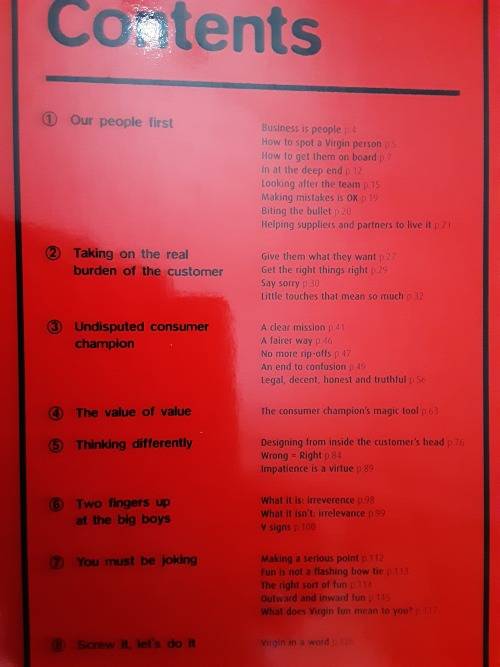 Contents
① Our people first
Business is people p.4
How to spot a Virgin person p.5
How to get them on board p.7
In at the deep end p.12
Looking after the team p.15
Making mistakes is OK p.19
Biting the bullet p.20
Helping suppliers and partners to live it p.21
② Taking on the real
burden of the customer
Give them what they want p.27
Get the right things right p.29
Say sorry p.30
Little touches that mean so much p.32
③ Undisputed consumer
champion
A clear mission p.41
A fairer way p.46
No more rip-offs p.47
An end to confusion p.49
Legal, decent, honest and truthful p.56
④ The value of value
The consumer champion's magic tool p.63
⑤ Thinking differently
Designing from inside the customer's head p.76
Wrong = Right p.84
Impatience is a virtue p.89
⑥ Two fingers up
at the big boys
What it is: irreverence p.98
What it isn't: irrelevance p.99
V signs p.100
⑦ You must be joking
Making a serious point p.112
Fun is not a flashing bow tie p.113
The right sort of fun
Outward and inward fun
What does Virgin fun mean to you?
⑧ Screw it, let's do it
Virgin in a word